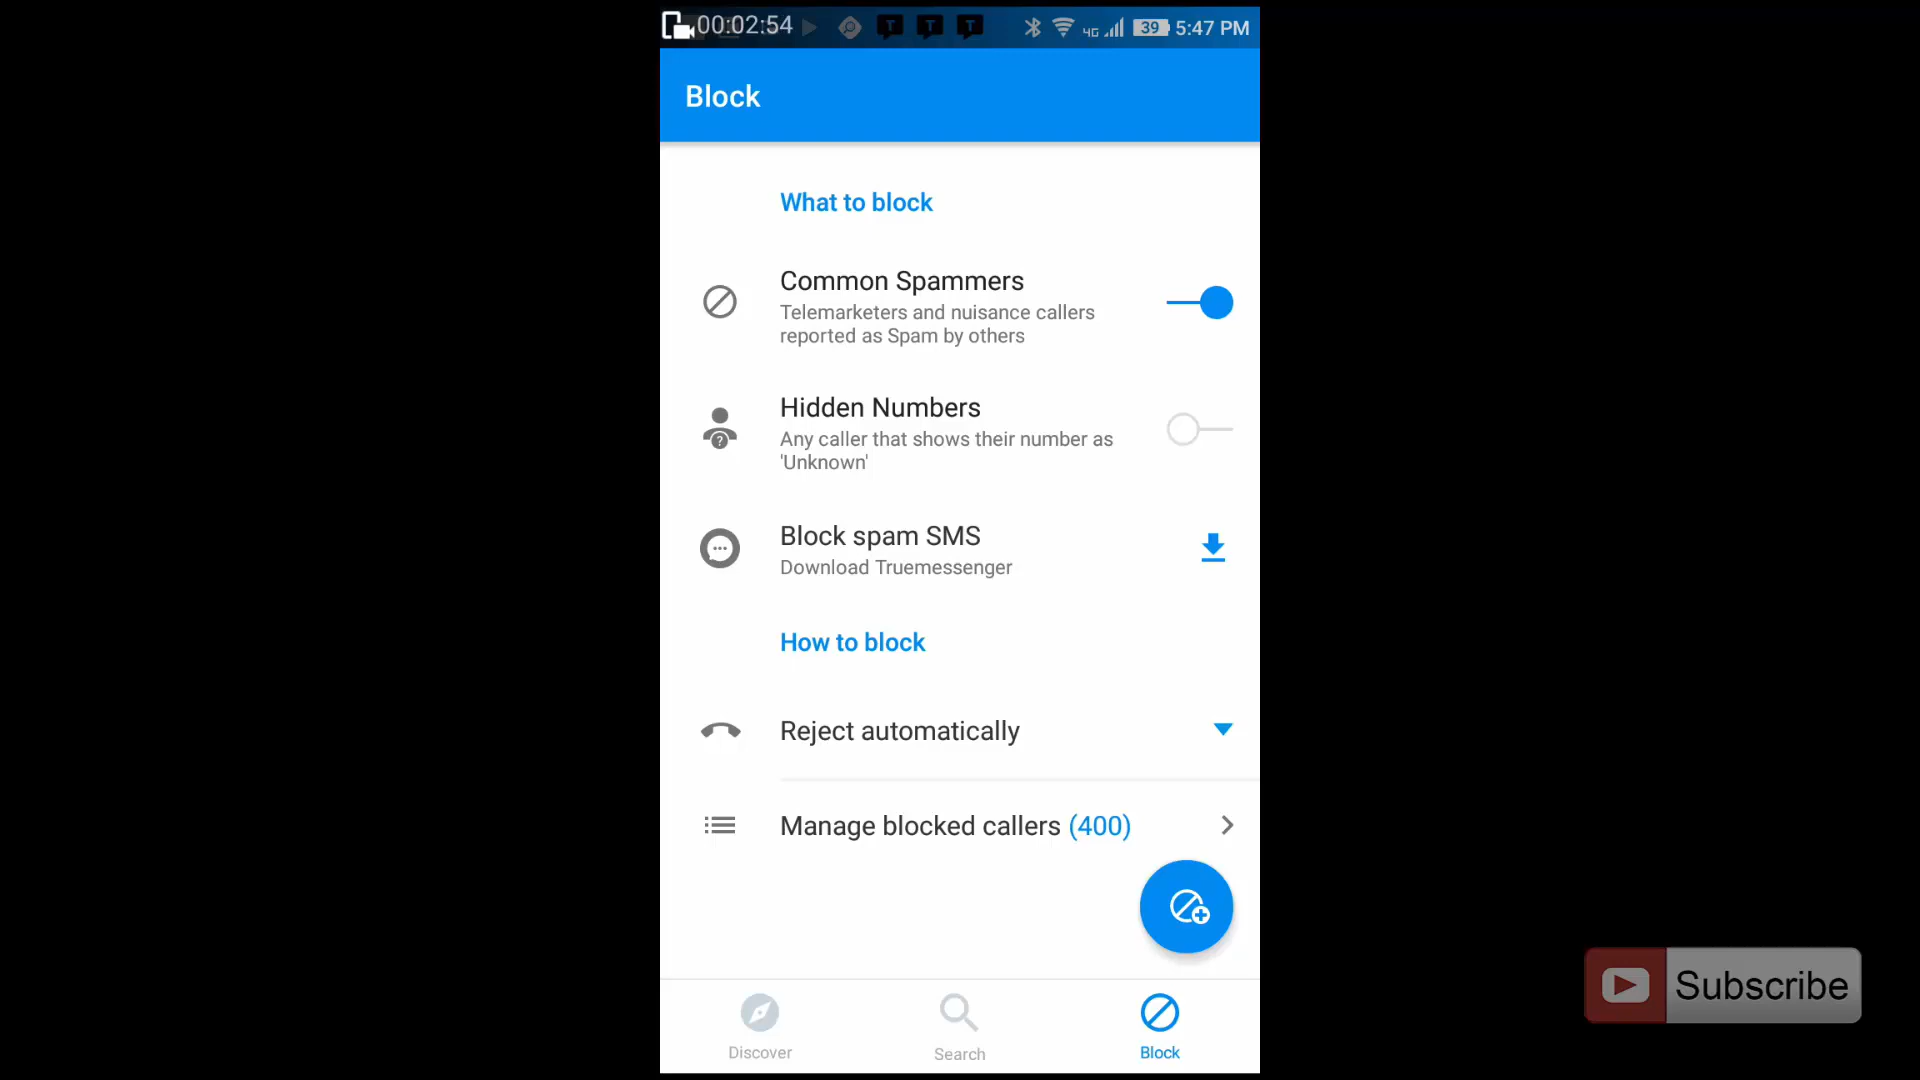 00:02:54 4G 39 5:47 PM
Block
What to block
Common Spammers
Telemarketers and nuisance callers
reported as Spam by others
Hidden Numbers
Any caller that shows their number as
'Unknown'
Block spam SMS
Download Truemessenger
How to block
Reject automatically
Manage blocked callers (400)
Subscribe
Discover Search Block